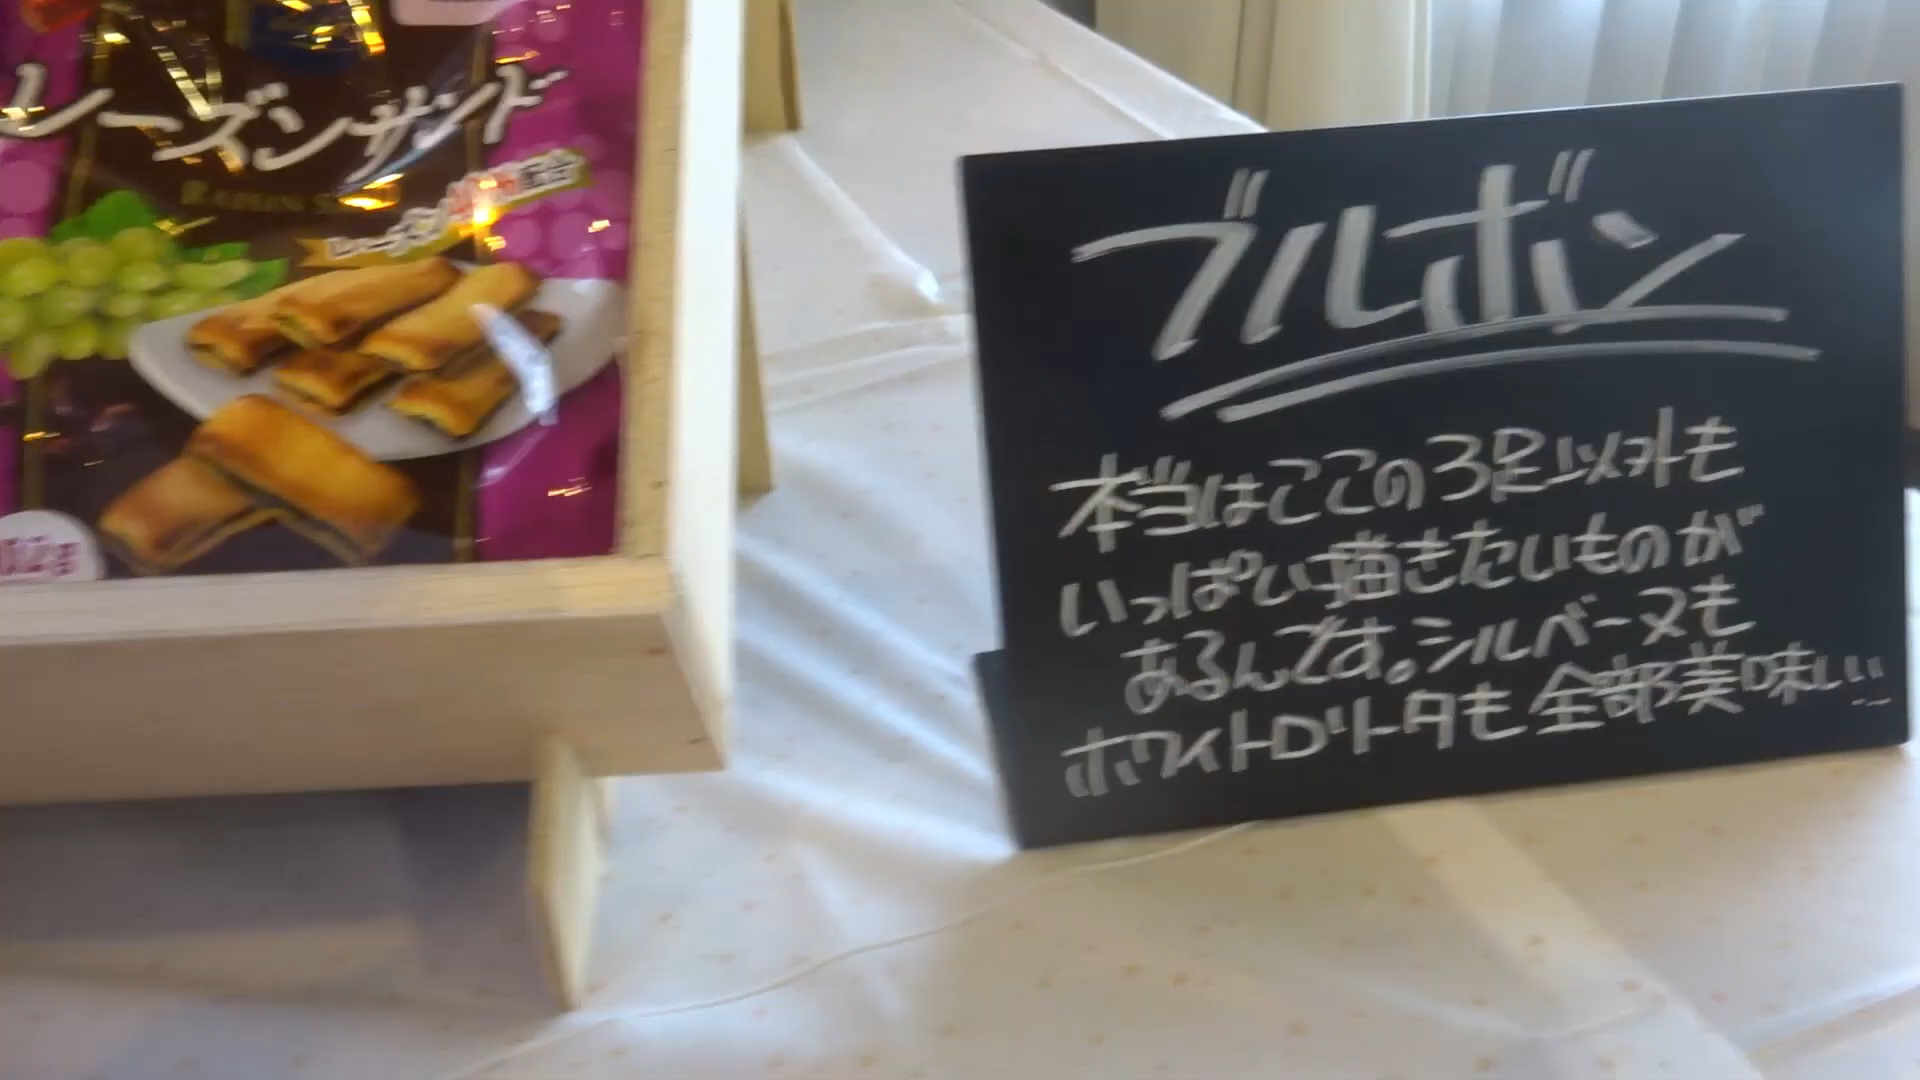 レーズンサンド
RAISIN
ブルボン
本当はここの3足以外も
いっぱい描きたいものが
あるんです。シルベーヌも
ホワイトロリータも全部美味しい…